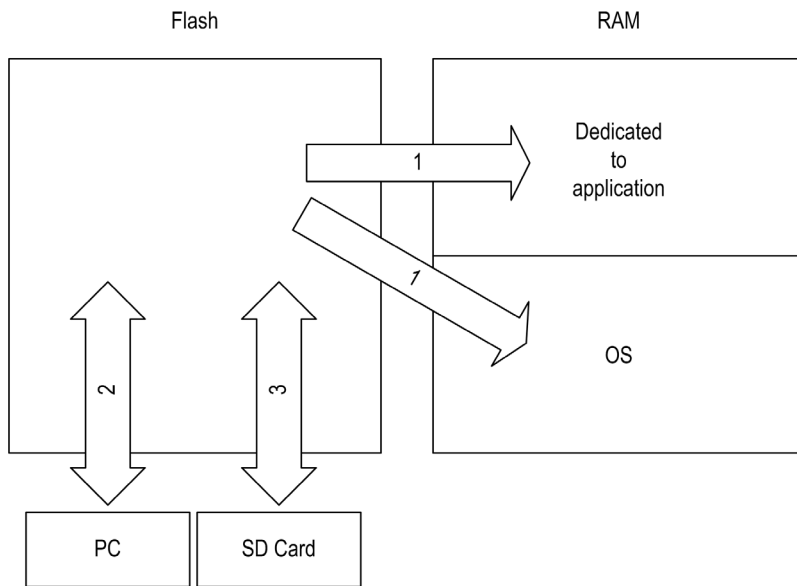 Flash
RAM
Dedicated
to
application
1
1
OS
2
3
PC
SD Card